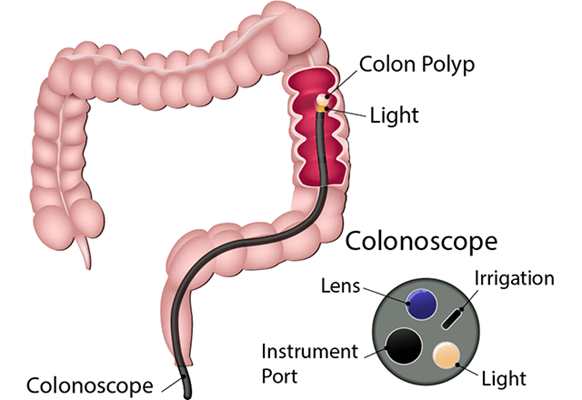 Colon Polyp
Light
Colonoscope
Lens
Irrigation
Instrument
Port
Light
Colonoscope